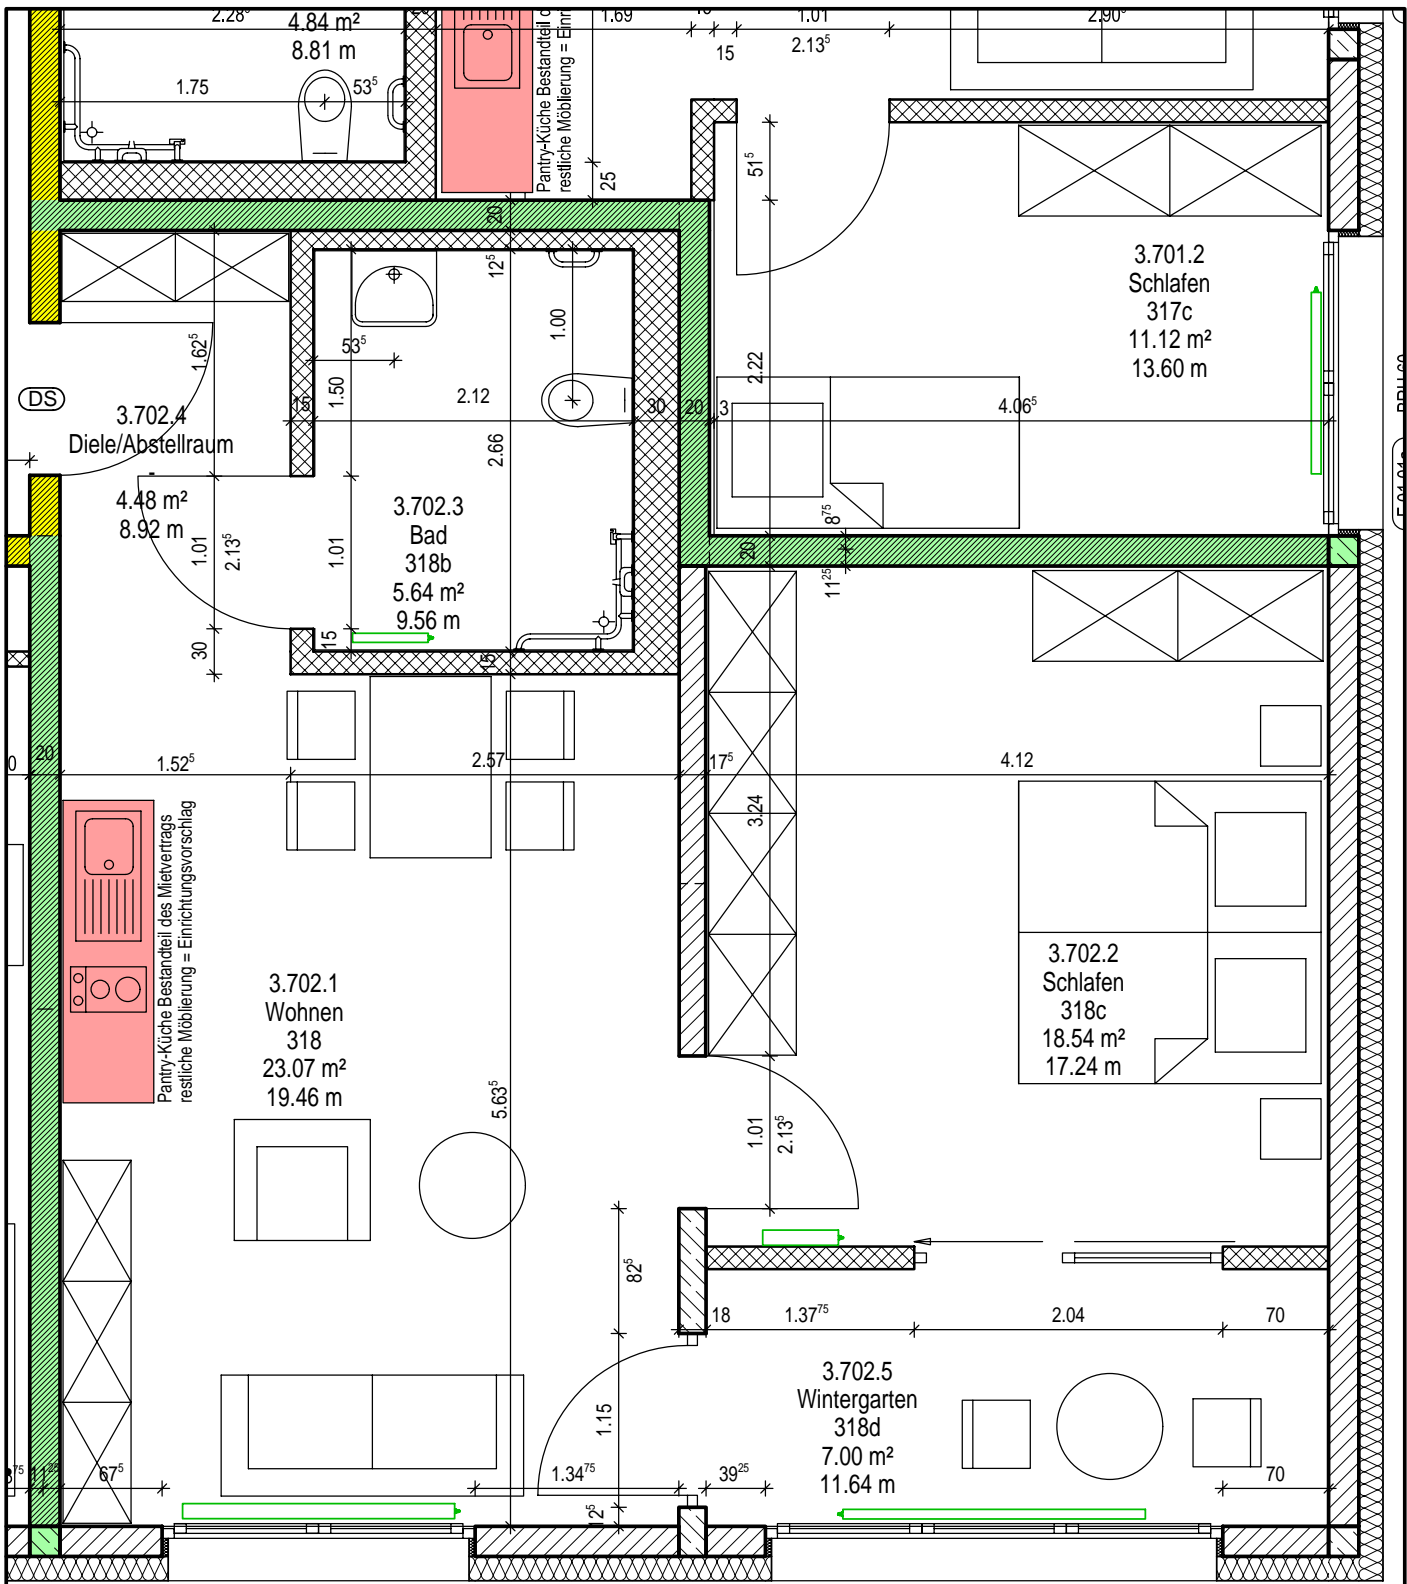 2.28⁵
4.84 m²
8.81 m
1.75
53⁵
Pantry-Küche Bestandteil
restliche Möblierung =
25
1.69
15
1.01
2.13⁵
2.90⁵
51⁵
3.701.2
Schlafen
317c
11.12 m²
13.60 m
20
12⁵
1.00
53⁵
1.62⁵
1.50
2.12
15
30
20
3
2.22
4.06⁵
DS
3.702.4
Diele/Abstellraum
-
4.48 m²
8.92 m
2.66
3.702.3
Bad
318b
5.64 m²
9.56 m
1.01
2.13⁵
1.01
8⁷⁵
20
11²⁵
30
15
15
0
20
1.52⁵
2.57
17⁵
4.12
3.24
Pantry-Küche Bestandteil des Mietvertrags
restliche Möblierung = Einrichtungsvorschlag
3.702.1
Wohnen
318
23.07 m²
19.46 m
3.702.2
Schlafen
318c
18.54 m²
17.24 m
5.63⁵
1.01
2.13⁵
82⁵
18
1.37⁷⁵
2.04
70
3.702.5
Wintergarten
318d
7.00 m²
11.64 m
1.15
67⁵
1.34⁷⁵
39²⁵
70
12⁵